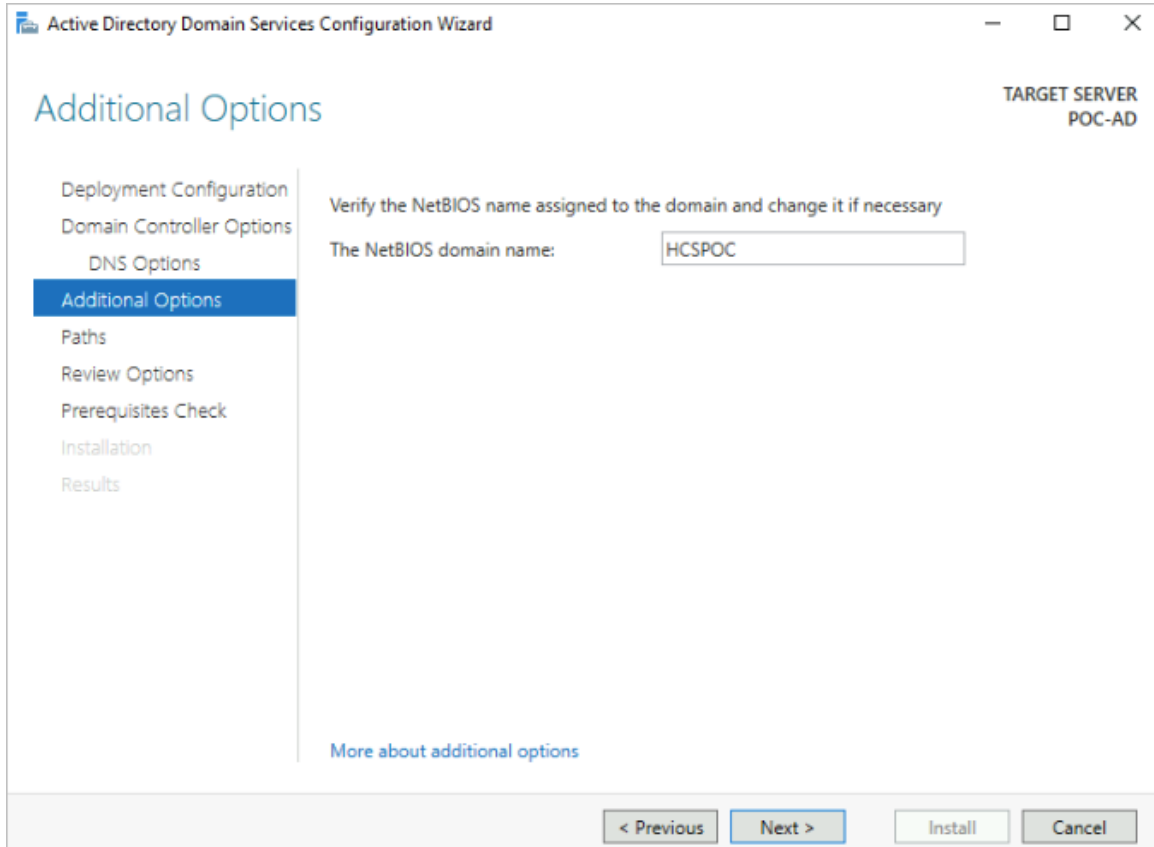 Active Directory Domain Services Configuration Wizard
Additional Options
TARGET SERVER
POC-AD
Deployment Configuration
Domain Controller Options
DNS Options
Additional Options
Paths
Review Options
Prerequisites Check
Installation
Results
Verify the NetBIOS name assigned to the domain and change it if necessary
The NetBIOS domain name: HCSPOC
More about additional options
< Previous Next > Install Cancel